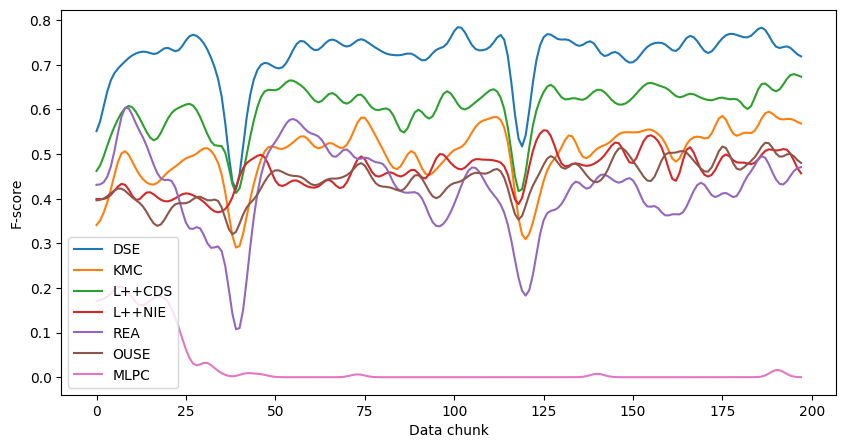 0.8
0.7
0.6
0.5
0.4
0.3
0.2
0.1
0.0
F-score
DSE
KMC
L++CDS
L++NIE
REA
OUSE
MLPC
0 25 50 75 100 125 150 175 200
Data chunk